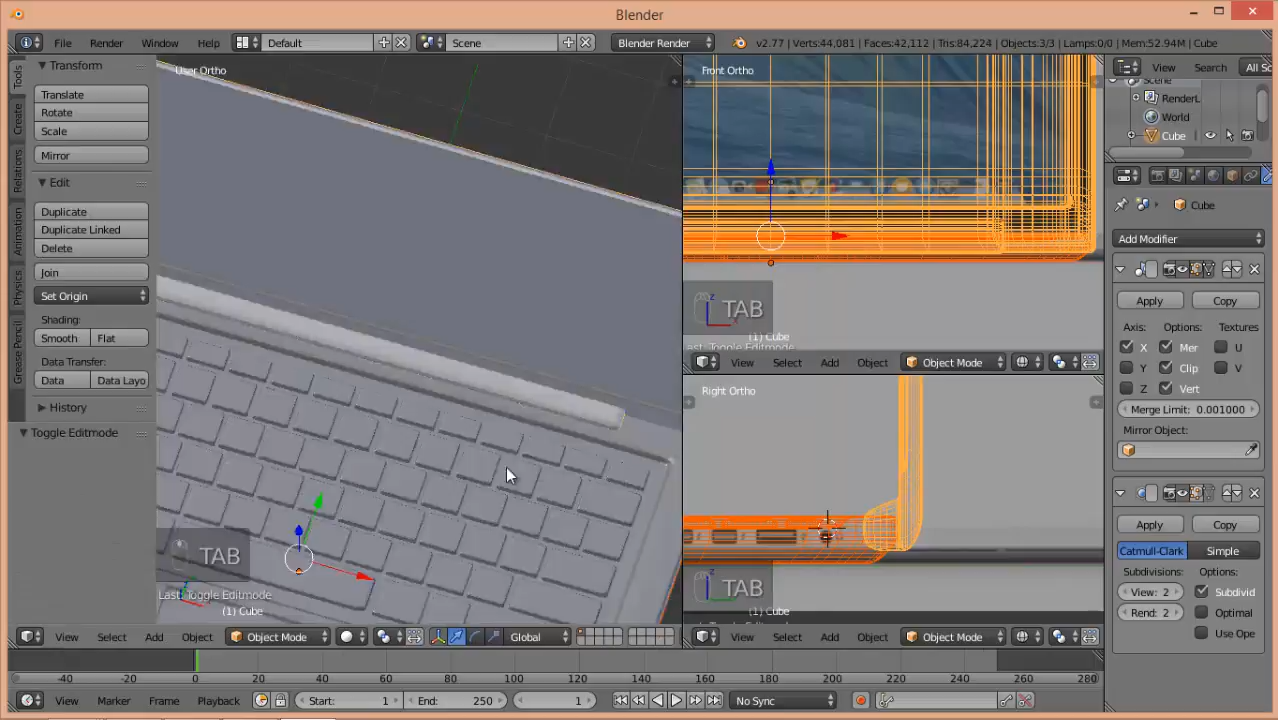 Blender
File Render Window Help Default Scene Blender Render v2.77 | Verts:44,081 | Faces:42,112 | Tris:84,224 | Objects:3/3 | Lamps:0/0 | Mem:52.94M | Cube
Tools
Create
Relations
Animation
Physics
Grease Pencil
Transform
Translate
Rotate
Scale
Mirror
Edit
Duplicate
Duplicate Linked
Delete
Join
Set Origin
Shading:
Smooth Flat
Data Transfer:
Data Data Layo
History
Toggle Editmode
User Ortho
TAB
Last: Toggle Editmode
(1) Cube
View Select Add Object Object Mode Global
Front Ortho
TAB
(1) Cube
Last: Toggle Editmode
View Select Add Object Object Mode
Right Ortho
TAB
(1) Cube
View Select Add Object Object Mode
View Search All Sc
Scene
RenderL
World
Cube
Cube
Add Modifier
Apply Copy
Axis: Options: Textures
X Mer U
Y Clip V
Z Vert
Merge Limit: 0.001000
Mirror Object:
Apply Copy
Catmull-Clark Simple
Subdivisions: Options:
View: 2 Subdivid
Rend: 2 Optimal
Use Ope
-40 -20 0 20 40 60 80 100 120 140 160 180 200 220 240 260 280
View Marker Frame Playback Start: 1 End: 250 1 No Sync